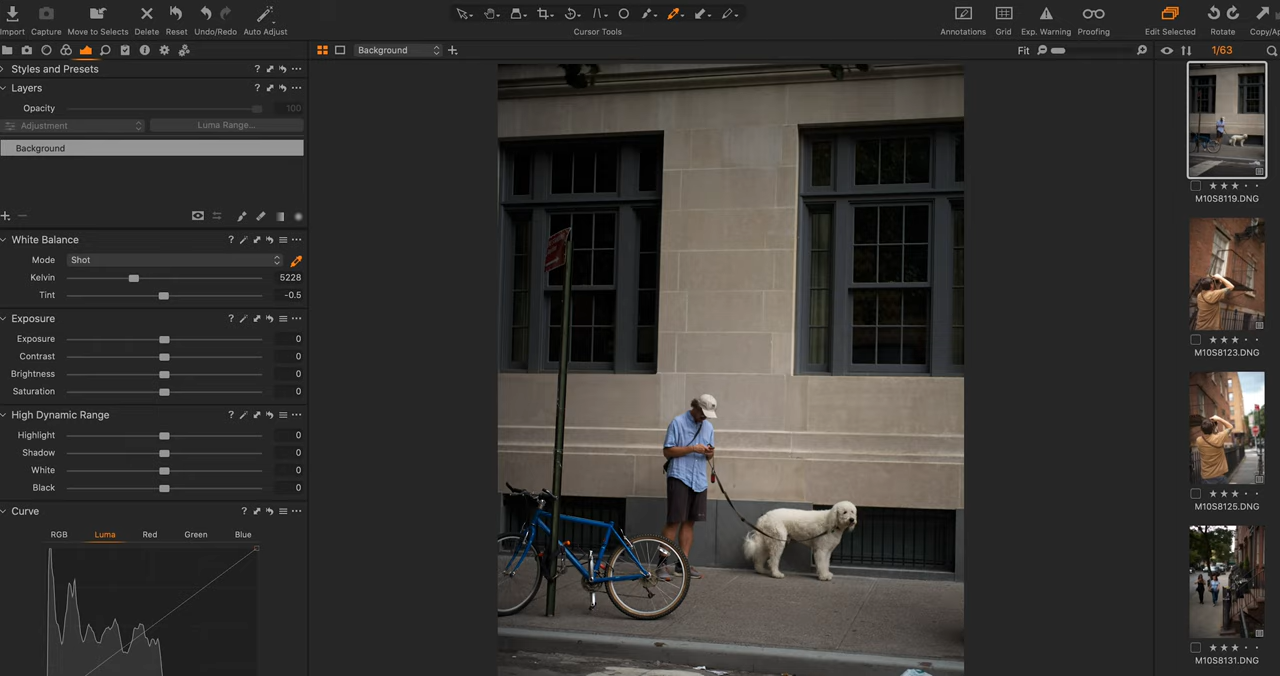 Import Capture Move to Selects Delete Reset Undo/Redo Auto Adjust Cursor Tools Annotations Grid Exp. Warning Proofing Edit Selected Rotate Copy/Ap
Background Fit 1/63
Styles and Presets ? ...
Layers ? ...
Opacity 100
Adjustment Luma Range...
Background
White Balance ? ...
Mode Shot
Kelvin 5228
Tint -0.5
Exposure ? ...
Exposure 0
Contrast 0
Brightness 0
Saturation 0
High Dynamic Range ? ...
Highlight 0
Shadow 0
White 0
Black 0
Curve ? ...
RGB Luma Red Green Blue
M10S8119.DNG
M10S8123.DNG
M10S8125.DNG
M10S8131.DNG